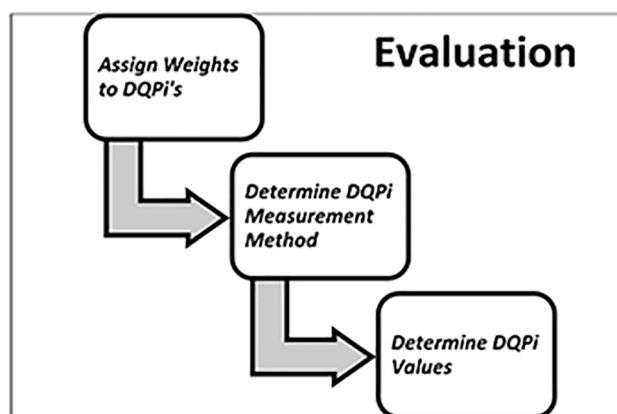 Evaluation
Assign Weights
to DQPi's
Determine DQPi
Measurement
Method
Determine DQPi
Values